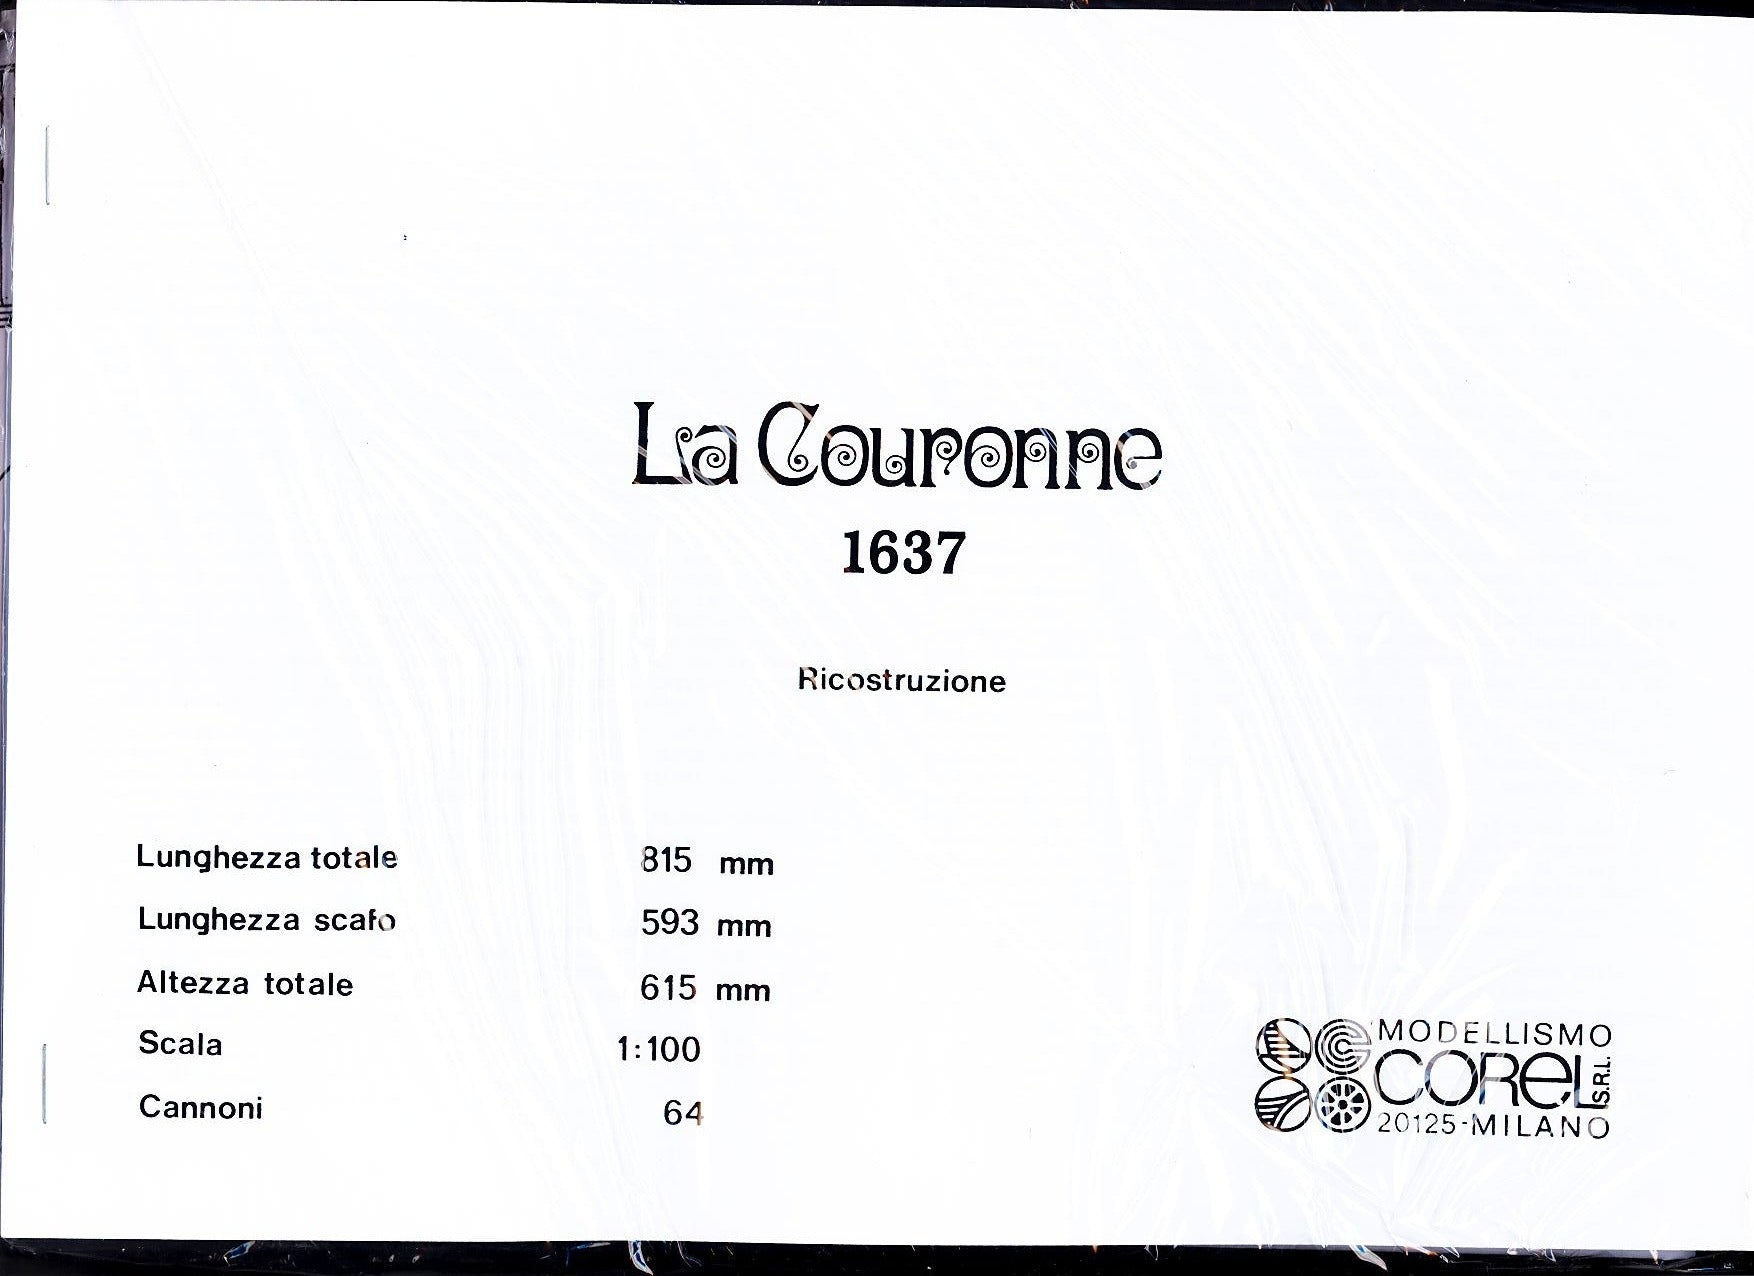 La Couronne
1637
Ricostruzione
Lunghezza totale 815 mm
Lunghezza scafo 593 mm
Altezza totale 615 mm
Scala 1:100
Cannoni 64
MODELLISMO
COREL S.R.L.
20125-MILANO